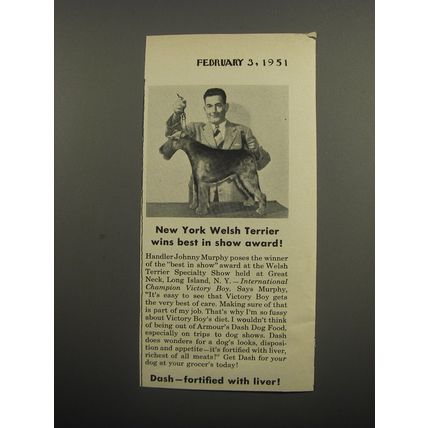 FEBRUARY 3, 1951
New York Welsh Terrier
wins best in show award!
Handler Johnny Murphy poses the winner
of the "best in show" award at the Welsh
Terrier Specialty Show held at Great
Neck, Long Island, N. Y.—International
Champion Victory Boy. Says Murphy,
"It's easy to see that Victory Boy gets
the very best of care. Making sure of that
is part of my job. That's why I'm so fussy
about Victory Boy's diet. I wouldn't think
of being out of Armour's Dash Dog Food,
especially on trips to dog shows. Dash
does wonders for a dog's looks, disposi-
tion and appetite—it's fortified with liver,
richest of all meats!" Get Dash for your
dog at your grocer's today!
Dash—fortified with liver!